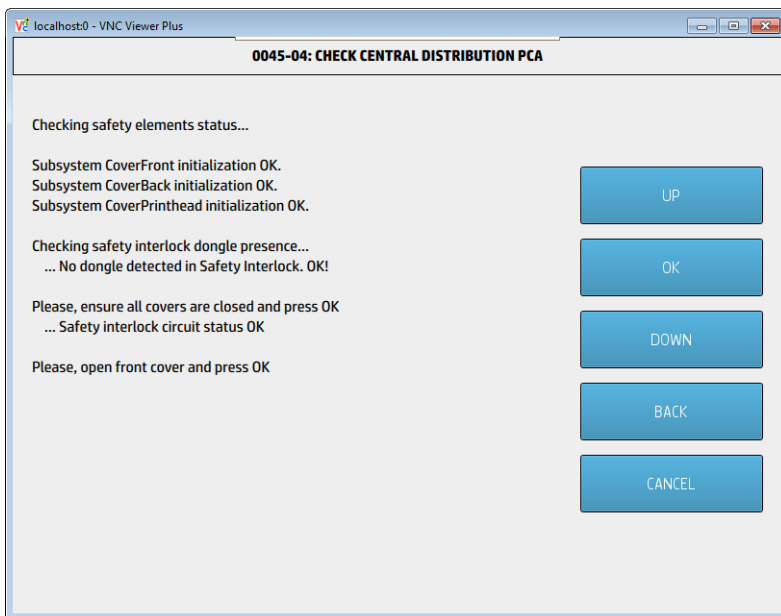 localhost:0 - VNC Viewer Plus
0045-04: CHECK CENTRAL DISTRIBUTION PCA
Checking safety elements status...
Subsystem CoverFront initialization OK.
Subsystem CoverBack initialization OK.
Subsystem CoverPrinthead initialization OK.
Checking safety interlock dongle presence...
... No dongle detected in Safety Interlock. OK!
Please, ensure all covers are closed and press OK
... Safety interlock circuit status OK
Please, open front cover and press OK
UP
OK
DOWN
BACK
CANCEL